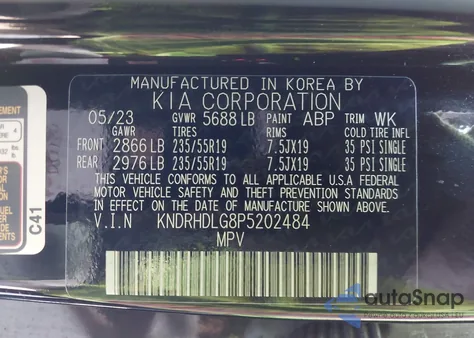 MANUFACTURED IN KOREA BY
KIA CORPORATION
05/23 GVWR 5688 LB PAINT ABP TRIM WK
GAWR TIRES RIMS COLD TIRE INFL
FRONT 2866 LB 235/55R19 7.5JX19 35 PSI SINGLE
REAR 2976 LB 235/55R19 7.5JX19 35 PSI SINGLE
THIS VEHICLE CONFORMS TO ALL APPLICABLE U.S.A FEDERAL
MOTOR VEHICLE SAFETY AND THEFT PREVENTION STANDARDS
IN EFFECT ON THE DATE OF MANUFACTURE SHOWN ABOVE.
V.I.N KNDRHDLG8P5202484
MPV
C41
autoSnap